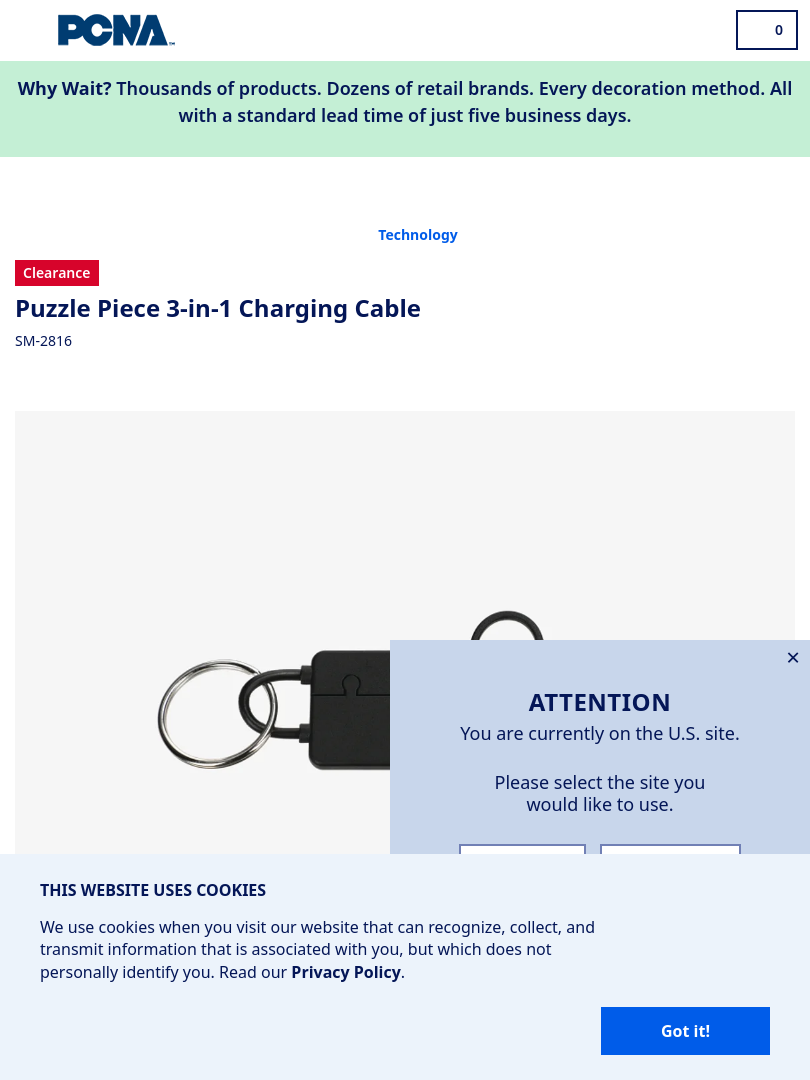 PCNA™
0
Why Wait? Thousands of products. Dozens of retail brands. Every decoration method. All
with a standard lead time of just five business days.
Technology
Clearance
Puzzle Piece 3-in-1 Charging Cable
SM-2816
✕
ATTENTION
You are currently on the U.S. site.
Please select the site you
would like to use.
THIS WEBSITE USES COOKIES
We use cookies when you visit our website that can recognize, collect, and
transmit information that is associated with you, but which does not
personally identify you. Read our Privacy Policy.
Got it!